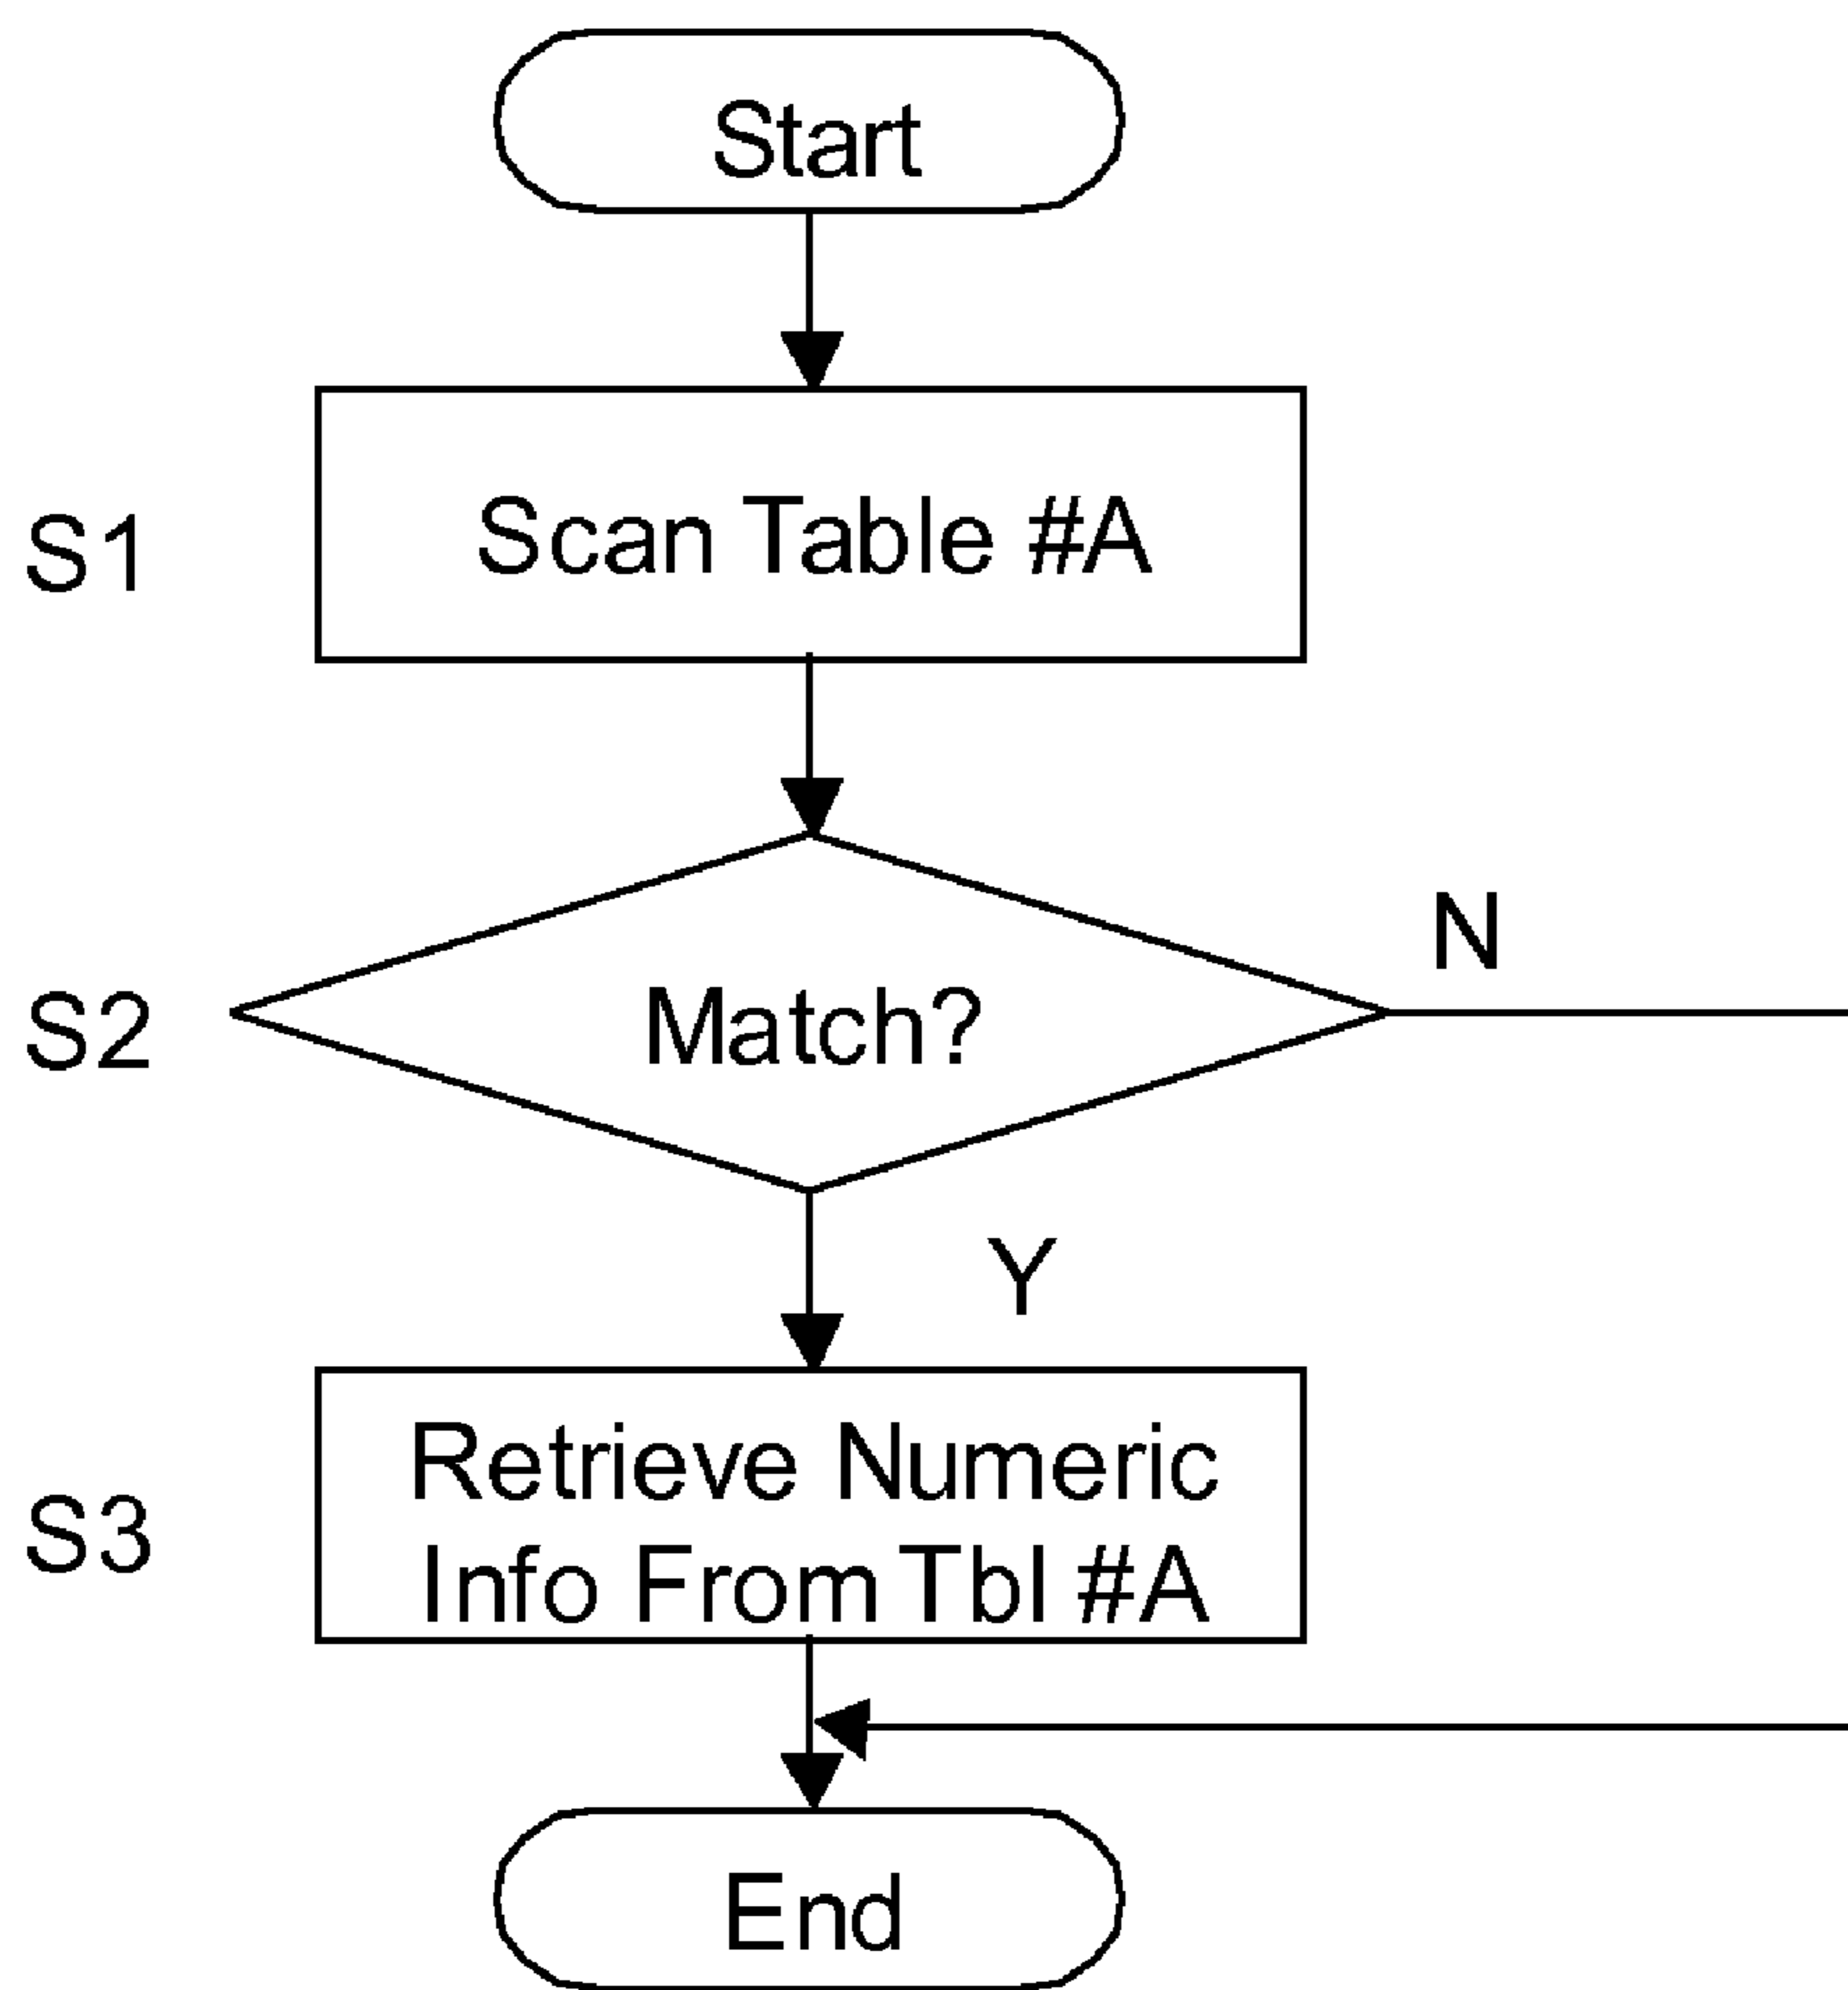 Start
S1
Scan Table #A
S2
Match?
N
Y
S3
Retrieve Numeric
Info From Tbl #A
End